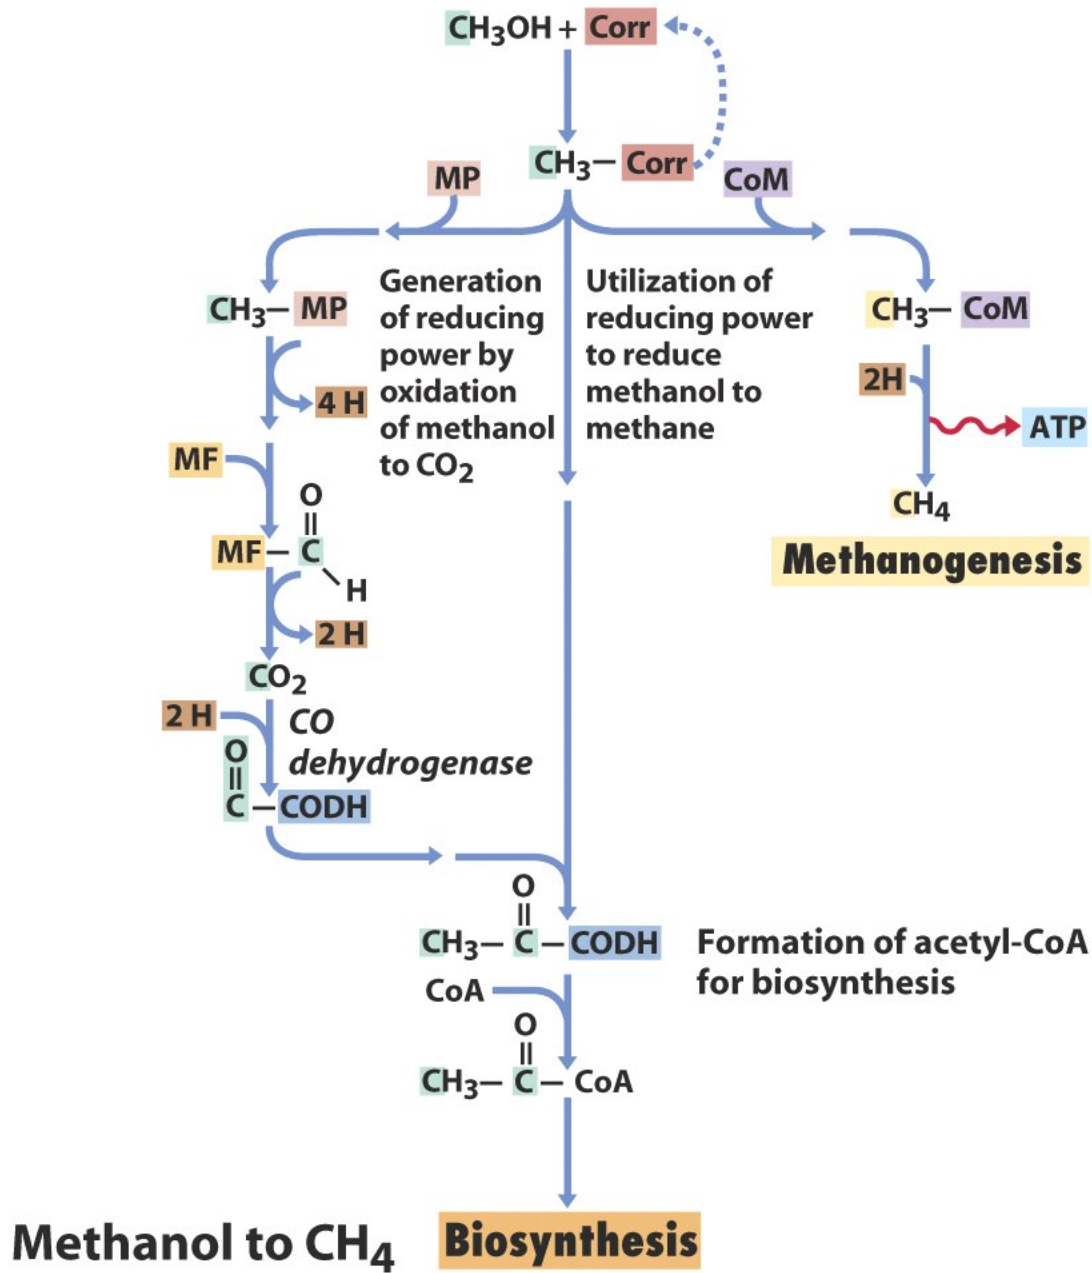 CH3OH + Corr
CH3– Corr
MP
CoM
CH3– MP
4 H
MF
O
MF – C
H
2 H
CO2
2 H
CO
dehydrogenase
O
C – CODH
Generation
of reducing
power by
oxidation
of methanol
to CO2
Utilization of
reducing power
to reduce
methanol to
methane
CH3– CoM
2H
ATP
CH4
Methanogenesis
O
CH3– C – CODH
Formation of acetyl-CoA
for biosynthesis
CoA
O
CH3– C – CoA
Methanol to CH4
Biosynthesis